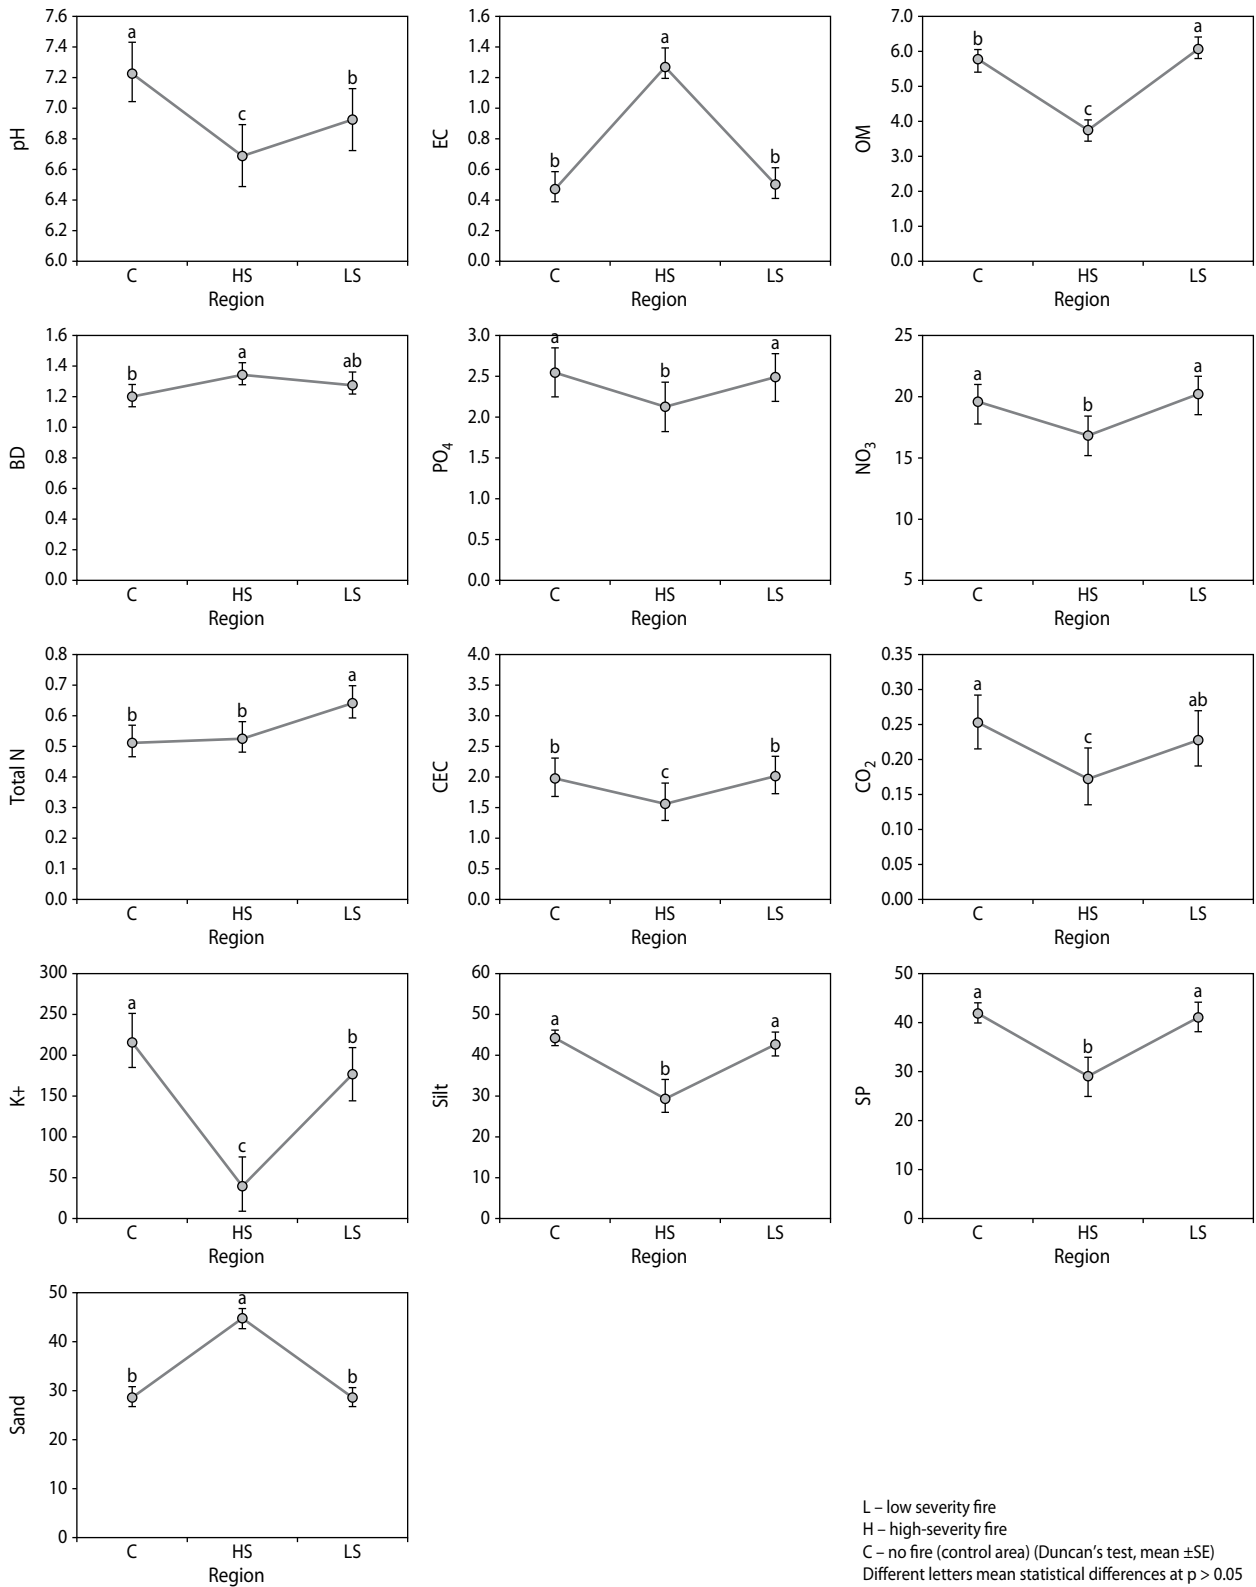 7.6
7.4
7.2
7.0
6.8
6.6
6.4
6.2
6.0
pH
a
c
b
C HS LS
Region
1.6
1.4
1.2
1.0
0.8
0.6
0.4
0.2
0.0
EC
b
a
b
C HS LS
Region
7.0
6.0
5.0
4.0
3.0
2.0
1.0
0.0
OM
b
c
a
C HS LS
Region
1.6
1.4
1.2
1.0
0.8
0.6
0.4
0.2
0.0
BD
b
a
ab
C HS LS
Region
3.0
2.5
2.0
1.5
1.0
0.5
0.0
PO4
a
b
a
C HS LS
Region
25
20
15
10
5
NO3
a
b
a
C HS LS
Region
0.8
0.7
0.6
0.5
0.4
0.3
0.2
0.1
0.0
Total N
b
b
a
C HS LS
Region
4.0
3.5
3.0
2.5
2.0
1.5
1.0
0.5
0.0
CEC
b
c
b
C HS LS
Region
0.35
0.30
0.25
0.20
0.15
0.10
0.05
0.00
CO2
a
c
ab
C HS LS
Region
300
250
200
150
100
50
0
K+
a
c
b
C HS LS
Region
60
50
40
30
20
10
0
Silt
a
b
a
C HS LS
Region
50
40
30
20
10
0
SP
a
b
a
C HS LS
Region
50
40
30
20
10
0
Sand
b
a
b
C HS LS
Region
L – low severity fire
H – high-severity fire
C – no fire (control area) (Duncan's test, mean ±SE)
Different letters mean statistical differences at p > 0.05